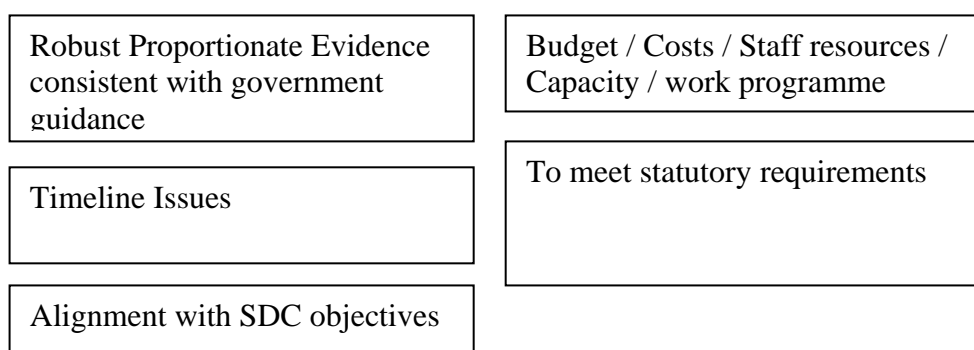 Robust Proportionate Evidence
consistent with government
guidance
Timeline Issues
Alignment with SDC objectives
Budget / Costs / Staff resources /
Capacity / work programme
To meet statutory requirements